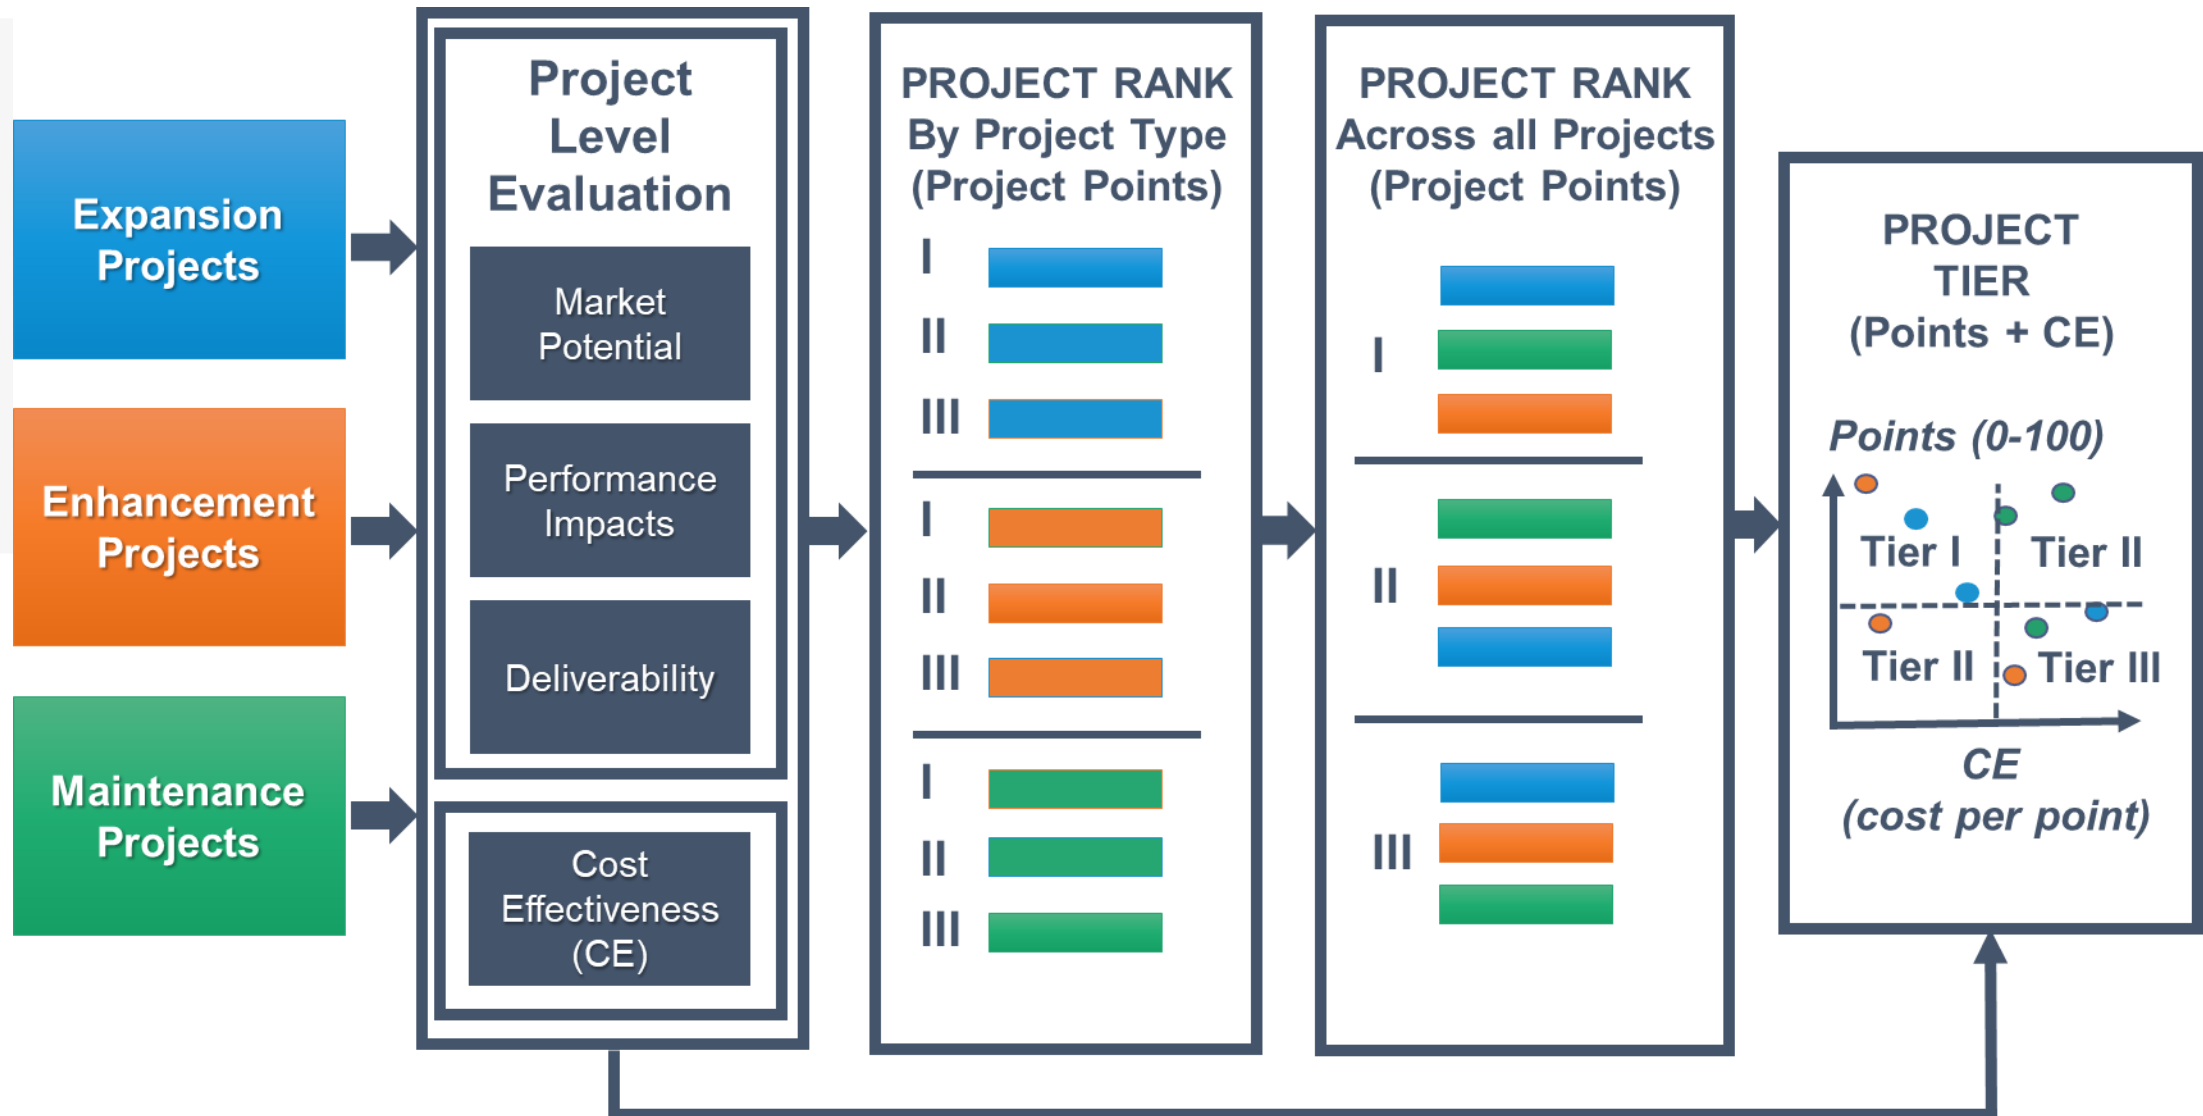 Expansion
Projects
Enhancement
Projects
Maintenance
Projects
Project
Level
Evaluation
Market
Potential
Performance
Impacts
Deliverability
Cost
Effectiveness
(CE)
PROJECT RANK
By Project Type
(Project Points)
I
II
III
I
II
III
I
II
III
PROJECT RANK
Across all Projects
(Project Points)
I
II
III
PROJECT
TIER
(Points + CE)
Points (0-100)
Tier I
Tier II
Tier II
Tier III
CE
(cost per point)